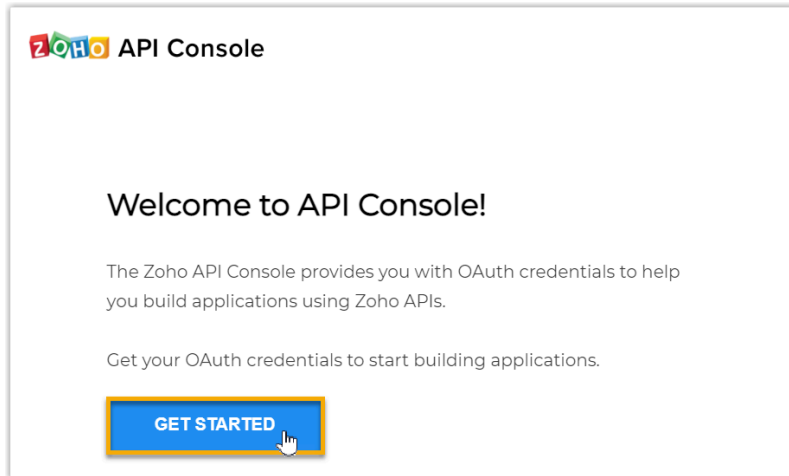 ZOHO API Console
Welcome to API Console!
The Zoho API Console provides you with OAuth credentials to help
you build applications using Zoho APIs.
Get your OAuth credentials to start building applications.
GET STARTED